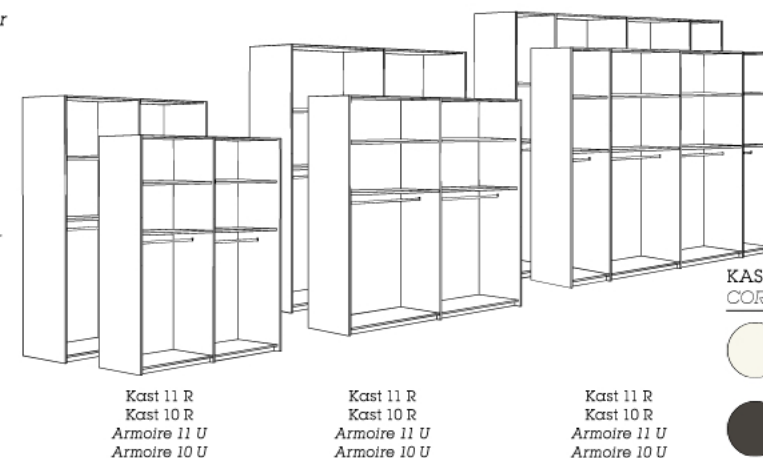 r
Kast 11 R
Kast 10 R
Armoire 11 U
Armoire 10 U
Kast 11 R
Kast 10 R
Armoire 11 U
Armoire 10 U
Kast 11 R
Kast 10 R
Armoire 11 U
Armoire 10 U
KAS
COR